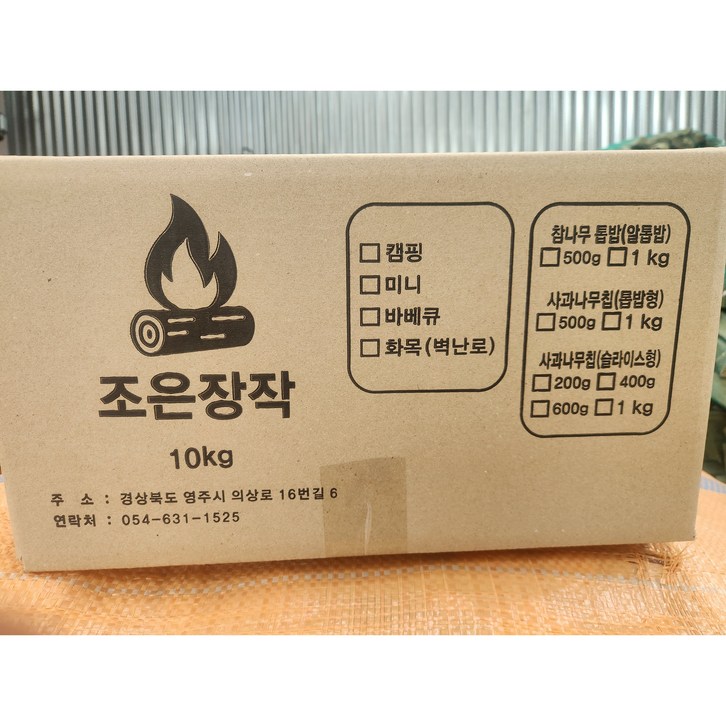 조은장작
10kg
주 소 : 경상북도 영주시 의상로 16번길 6
연락처 : 054-631-1525
□ 캠핑
□ 미니
□ 바베큐
□ 화목(벽난로)
참나무 톱밥(알톱밥)
□ 500g □ 1 kg
사과나무칩(톱밥형)
□ 500g □ 1 kg
사과나무칩(슬라이스형)
□ 200g □ 400g
□ 600g □ 1 kg